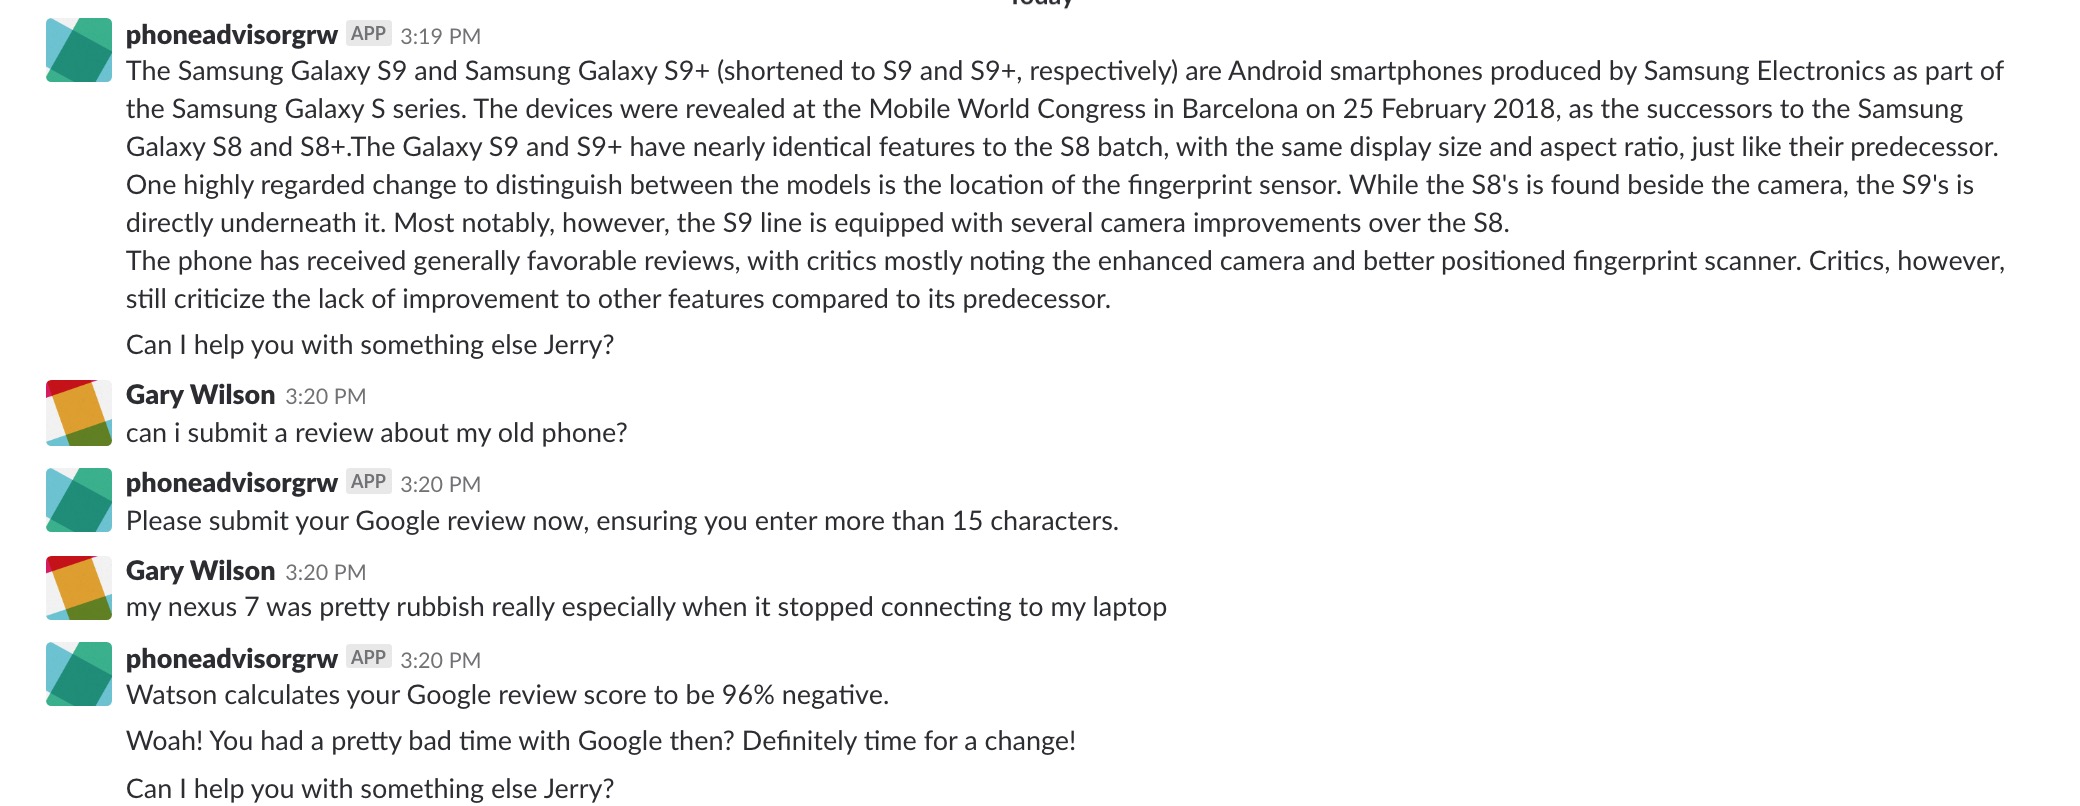 Today
phoneadvisorgrw APP 3:19 PM
The Samsung Galaxy S9 and Samsung Galaxy S9+ (shortened to S9 and S9+, respectively) are Android smartphones produced by Samsung Electronics as part of
the Samsung Galaxy S series. The devices were revealed at the Mobile World Congress in Barcelona on 25 February 2018, as the successors to the Samsung
Galaxy S8 and S8+.The Galaxy S9 and S9+ have nearly identical features to the S8 batch, with the same display size and aspect ratio, just like their predecessor.
One highly regarded change to distinguish between the models is the location of the fingerprint sensor. While the S8's is found beside the camera, the S9's is
directly underneath it. Most notably, however, the S9 line is equipped with several camera improvements over the S8.
The phone has received generally favorable reviews, with critics mostly noting the enhanced camera and better positioned fingerprint scanner. Critics, however,
still criticize the lack of improvement to other features compared to its predecessor.
Can I help you with something else Jerry?
Gary Wilson 3:20 PM
can i submit a review about my old phone?
phoneadvisorgrw APP 3:20 PM
Please submit your Google review now, ensuring you enter more than 15 characters.
Gary Wilson 3:20 PM
my nexus 7 was pretty rubbish really especially when it stopped connecting to my laptop
phoneadvisorgrw APP 3:20 PM
Watson calculates your Google review score to be 96% negative.
Woah! You had a pretty bad time with Google then? Definitely time for a change!
Can I help you with something else Jerry?